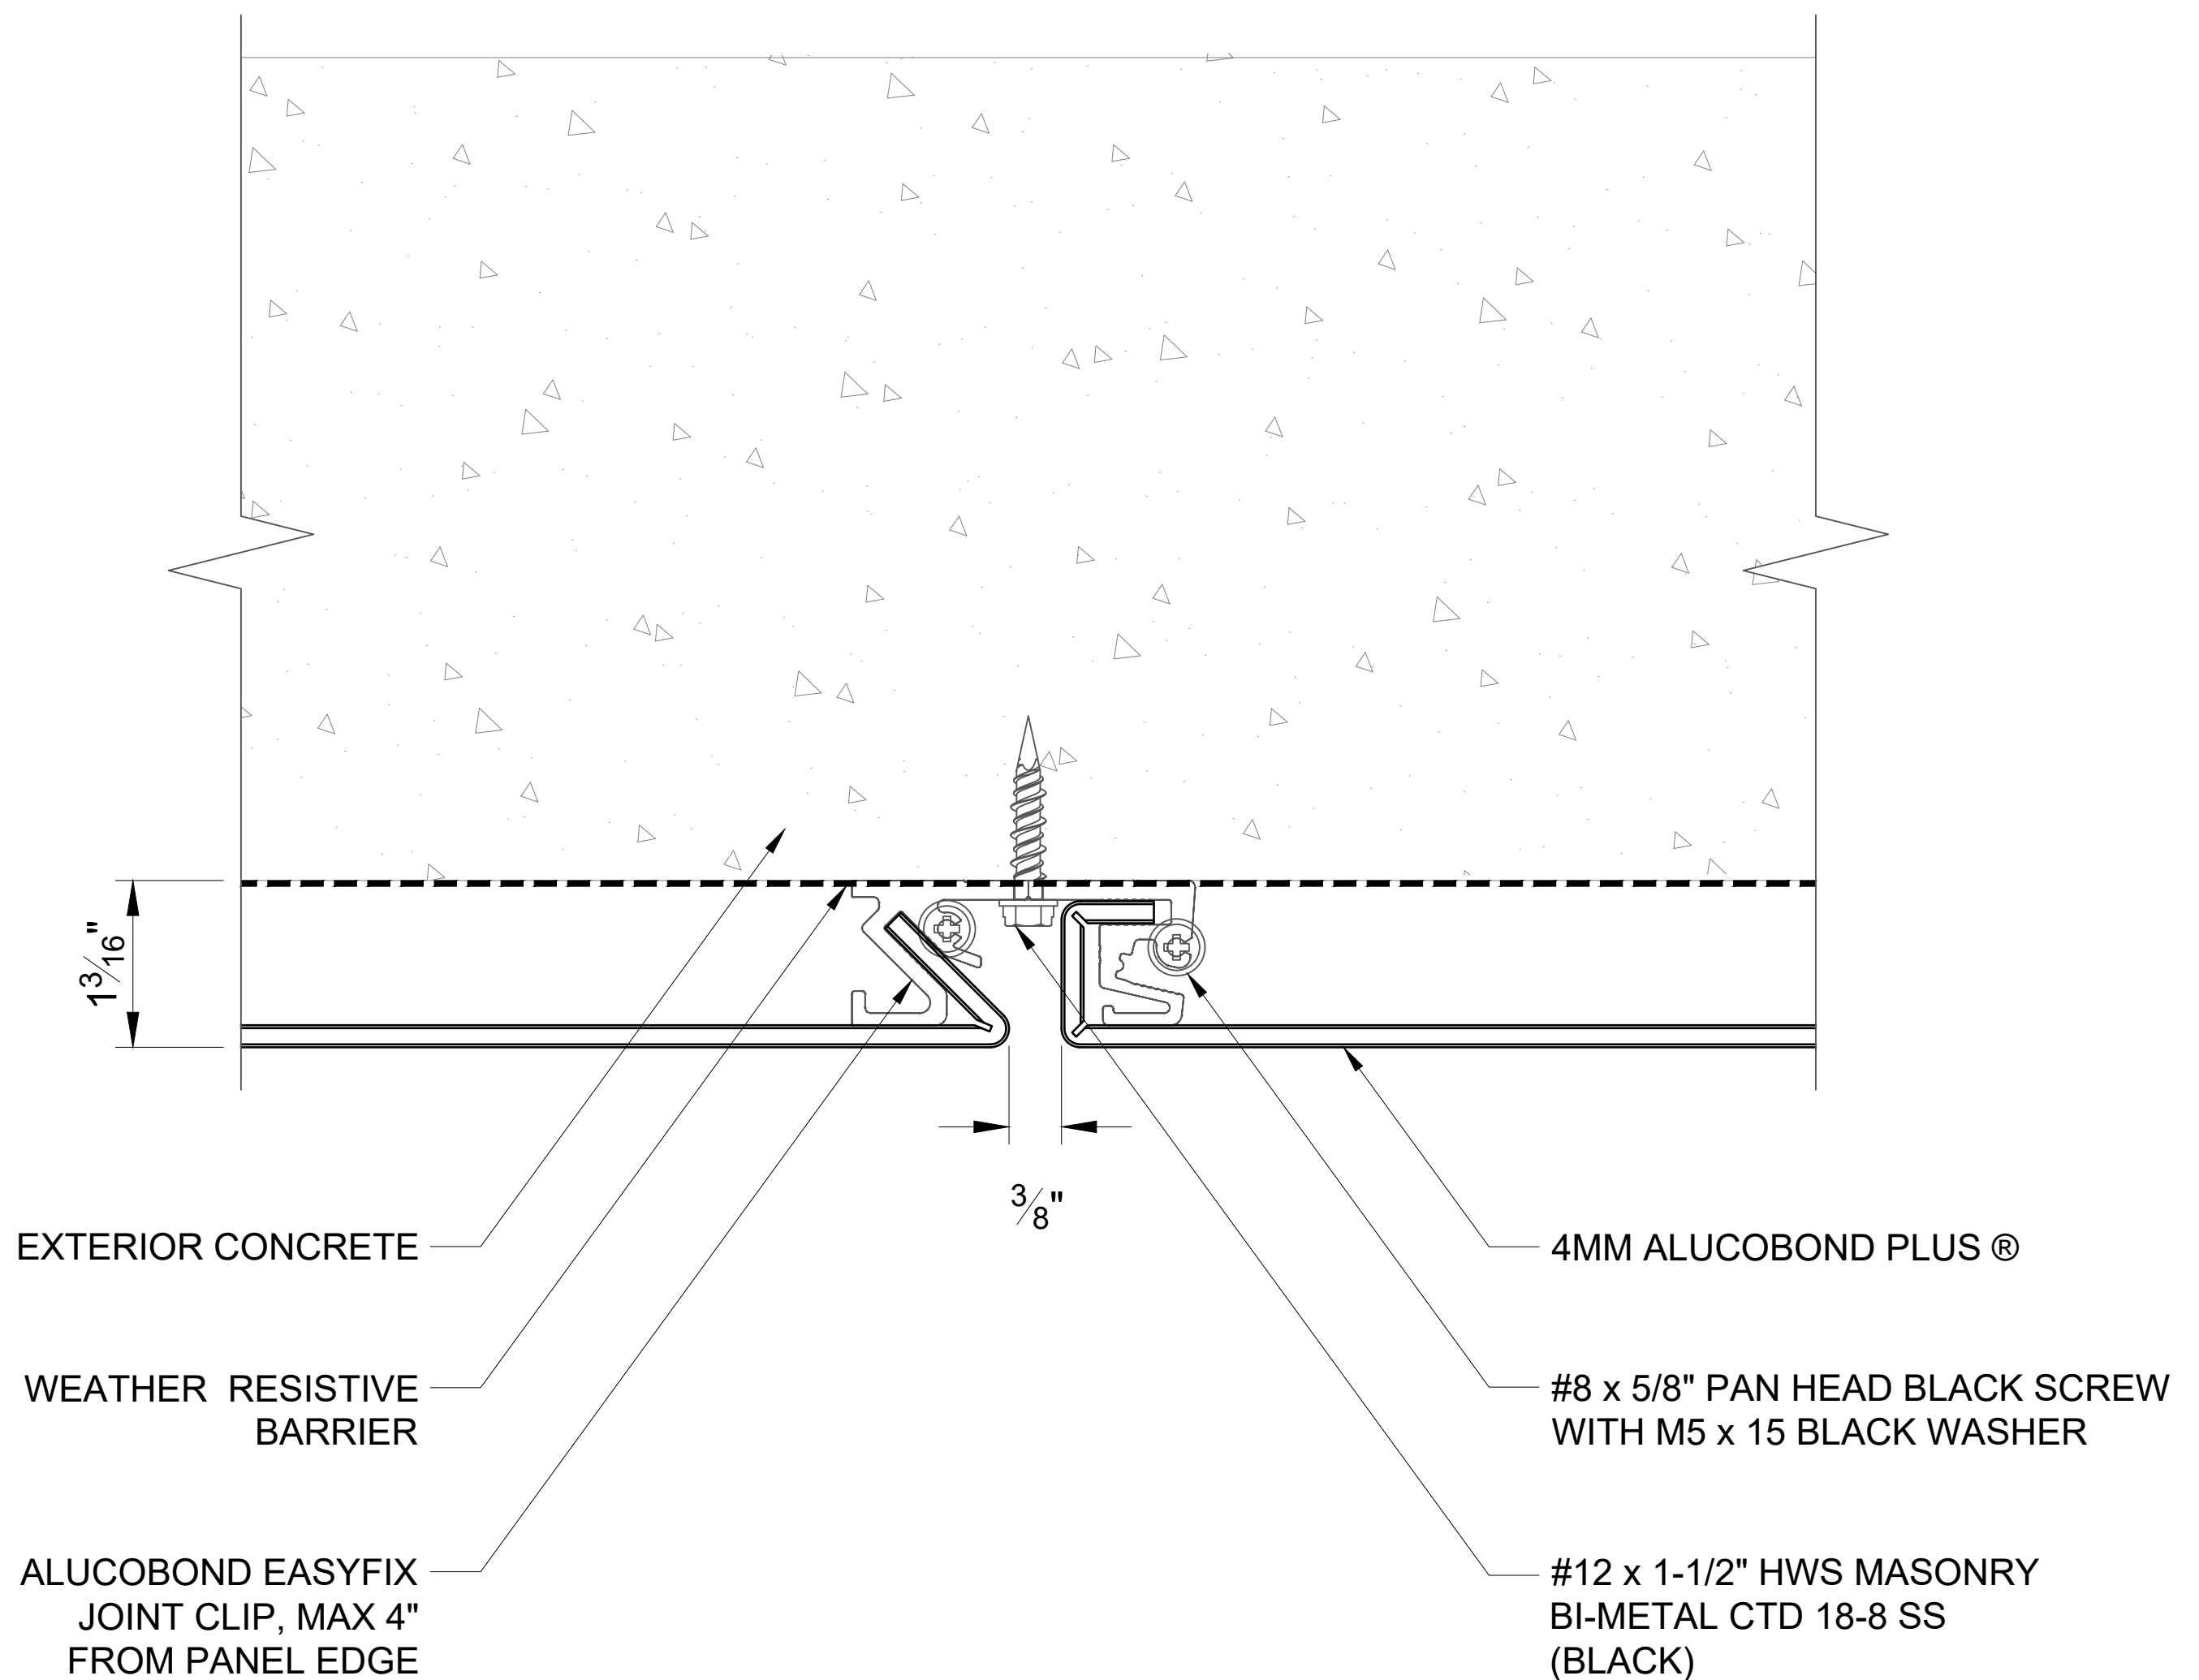 1 3/16"
3/8"
EXTERIOR CONCRETE
WEATHER  RESISTIVE
BARRIER
ALUCOBOND EASYFIX
JOINT CLIP, MAX 4"
FROM PANEL EDGE
4MM ALUCOBOND PLUS ®
#8 x 5/8" PAN HEAD BLACK SCREW
WITH M5 x 15 BLACK WASHER
#12 x 1-1/2" HWS MASONRY
BI-METAL CTD 18-8 SS
(BLACK)